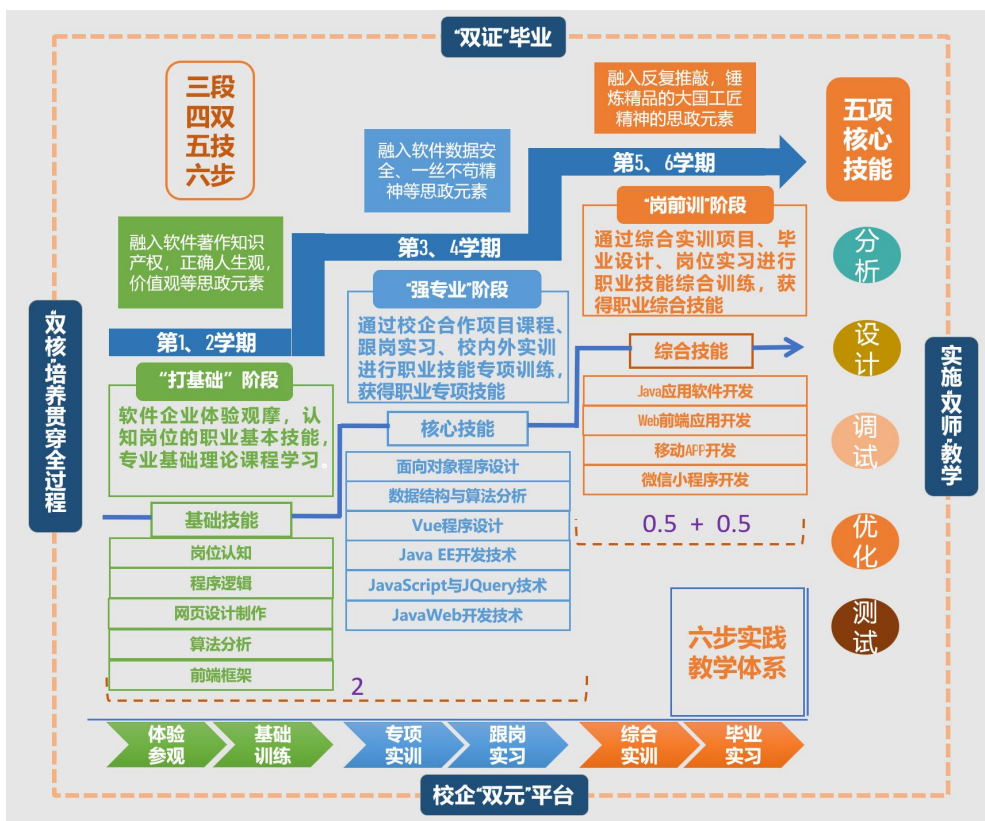 “双证”毕业
三段
四双
五技
六步
融入反复推敲，锤
炼精品的大国工匠
精神的思政元素
五项
核心
技能
融入软件数据安
全、一丝不苟精
神等思政元素
第5、6学期
“岗前训”阶段
通过综合实训项目、毕
业设计、岗位实习进行
职业技能综合训练，获
得职业综合技能
融入软件著作知识
产权，正确人生观，
价值观等思政元素
第3、4学期
“强专业”阶段
通过校企合作项目课程、
跟岗实习、校内外实训
进行职业技能专项训练，
获得职业专项技能
第1、2学期
“打基础”阶段
软件企业体验观摩，认
知岗位的职业基本技能，
专业基础理论课程学习。
“双核”培养贯穿全过程
实施“双师”教学
分析
设计
调试
优化
测试
综合技能
Java应用软件开发
Web前端应用开发
移动APP开发
微信小程序开发
0.5 + 0.5
核心技能
面向对象程序设计
数据结构与算法分析
Vue程序设计
Java EE开发技术
JavaScript与JQuery技术
JavaWeb开发技术
基础技能
岗位认知
程序逻辑
网页设计制作
算法分析
前端框架
2
六步实践
教学体系
体验
参观
基础
训练
专项
实训
跟岗
实习
综合
实训
毕业
实习
校企“双元”平台